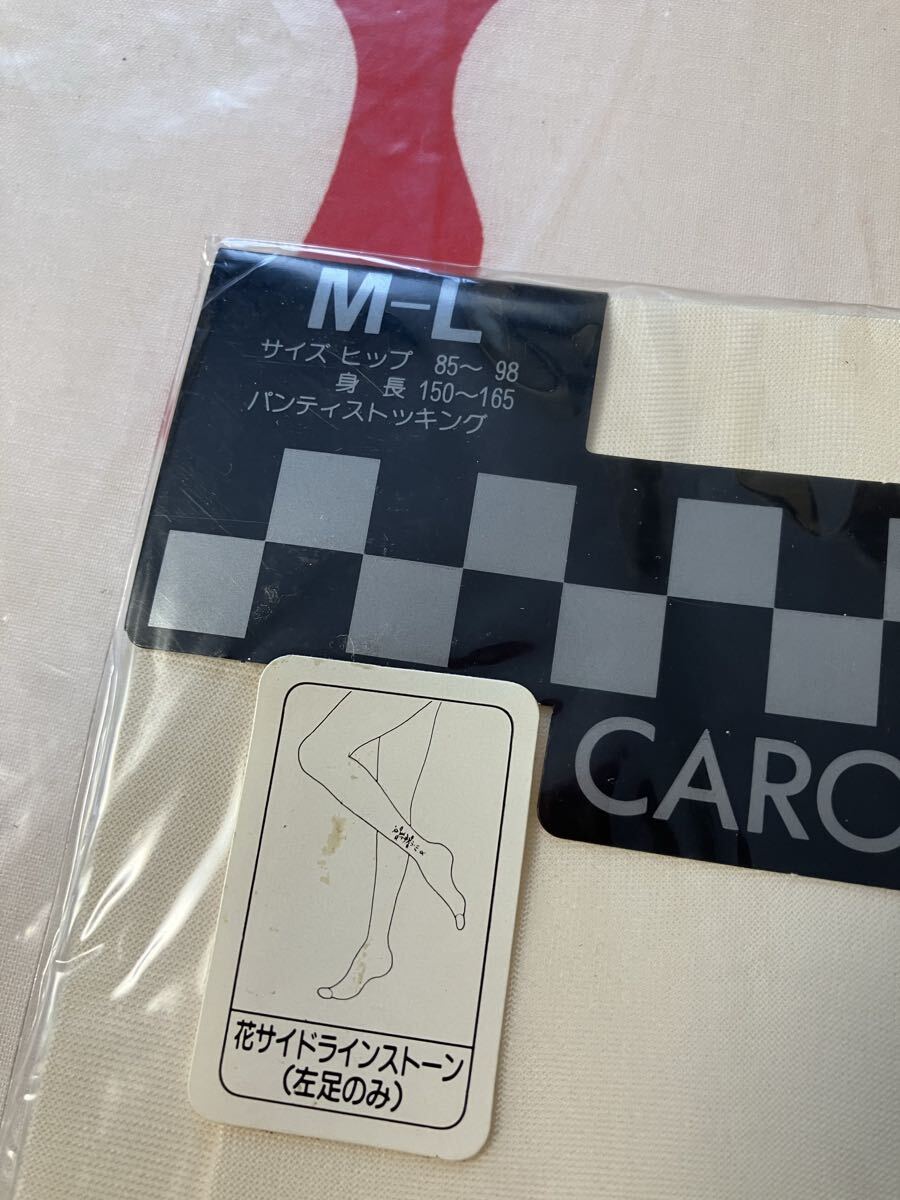 M-L
サイズ ヒップ 85～98
身長 150～165
パンティストッキング
CARO
花サイドラインストーン
(左足のみ)